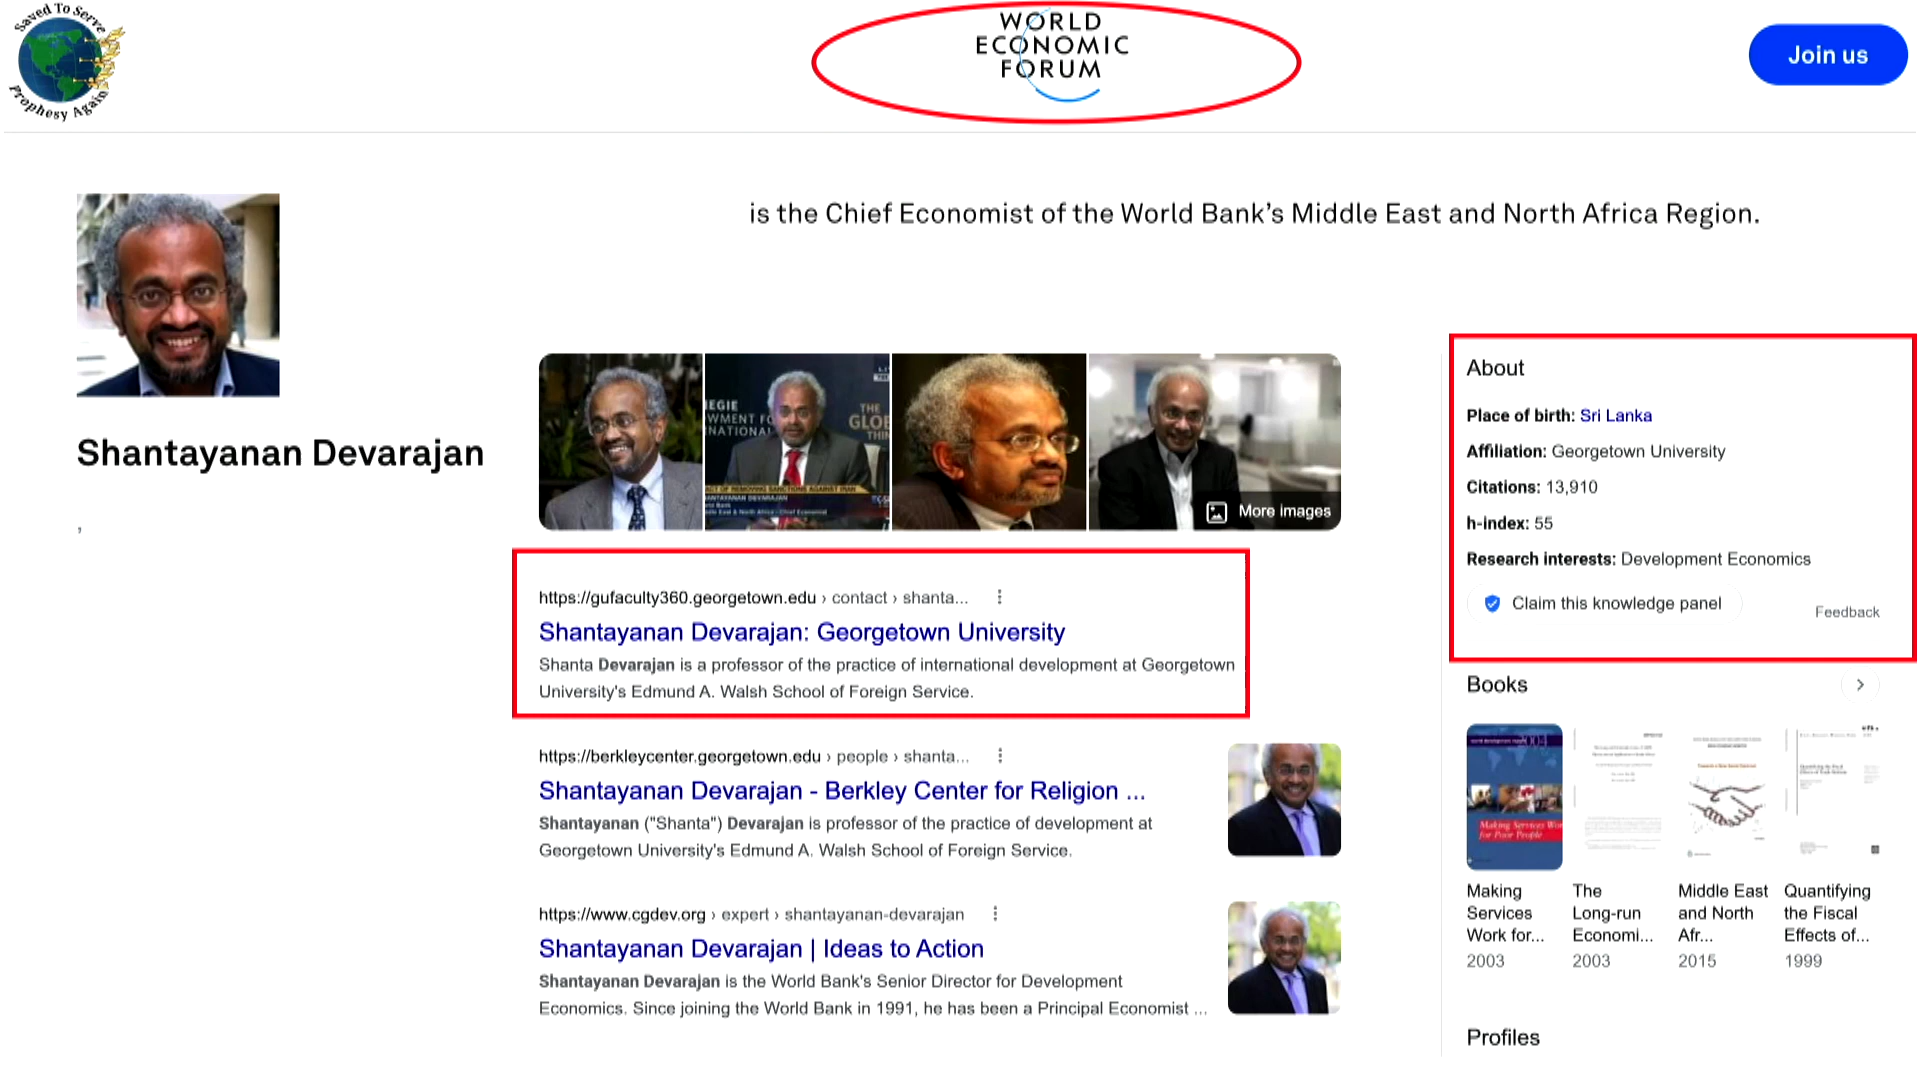 Saved To Serve
Prophesy Again
WORLD
ECONOMIC
FORUM
Join us
is the Chief Economist of the World Bank's Middle East and North Africa Region.
Shantayanan Devarajan
,
THE
More images
https://gufaculty360.georgetown.edu › contact › shanta...
Shantayanan Devarajan: Georgetown University
Shanta Devarajan is a professor of the practice of international development at Georgetown
University's Edmund A. Walsh School of Foreign Service.
https://berkleycenter.georgetown.edu › people › shanta...
Shantayanan Devarajan - Berkley Center for Religion ...
Shantayanan ("Shanta") Devarajan is professor of the practice of development at
Georgetown University's Edmund A. Walsh School of Foreign Service.
https://www.cgdev.org › expert › shantayanan-devarajan
Shantayanan Devarajan | Ideas to Action
Shantayanan Devarajan is the World Bank's Senior Director for Development
Economics. Since joining the World Bank in 1991, he has been a Principal Economist ...
About
Place of birth: Sri Lanka
Affiliation: Georgetown University
Citations: 13,910
h-index: 55
Research interests: Development Economics
Claim this knowledge panel
Feedback
Books
Making
Services
Work for...
2003
The
Long-run
Economi...
2003
Middle East
and North
Afr...
2015
Quantifying
the Fiscal
Effects of...
1999
Profiles